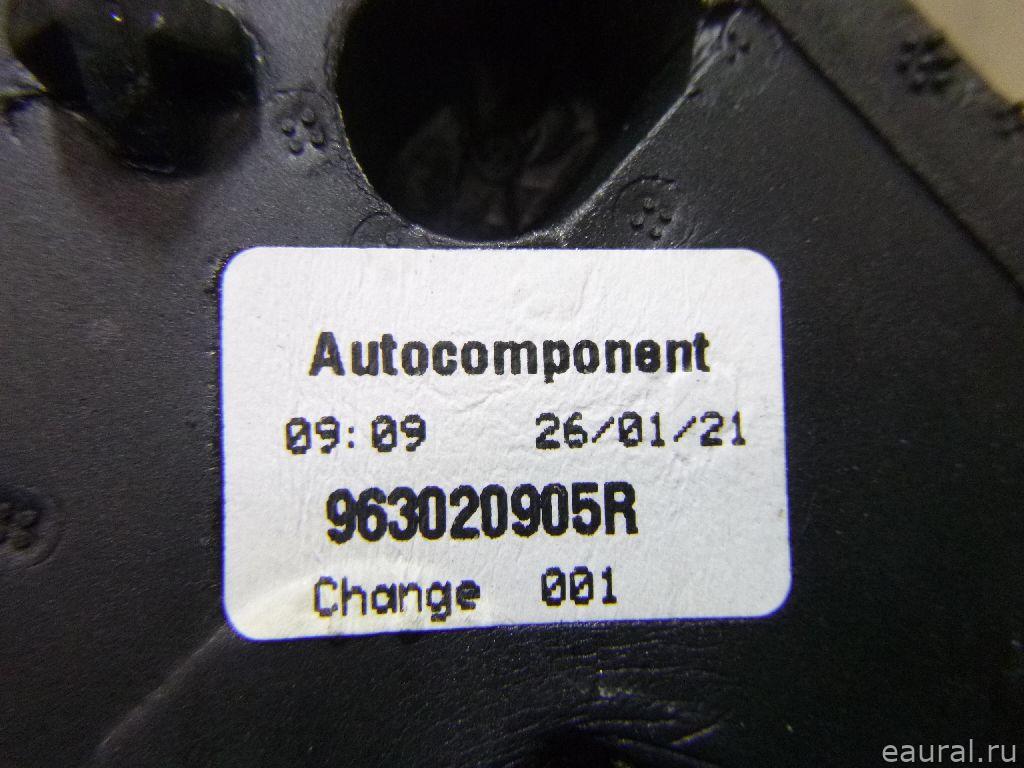 Autocomponent
09:09 26/01/21
963020905R
Change 001
eaural.ru